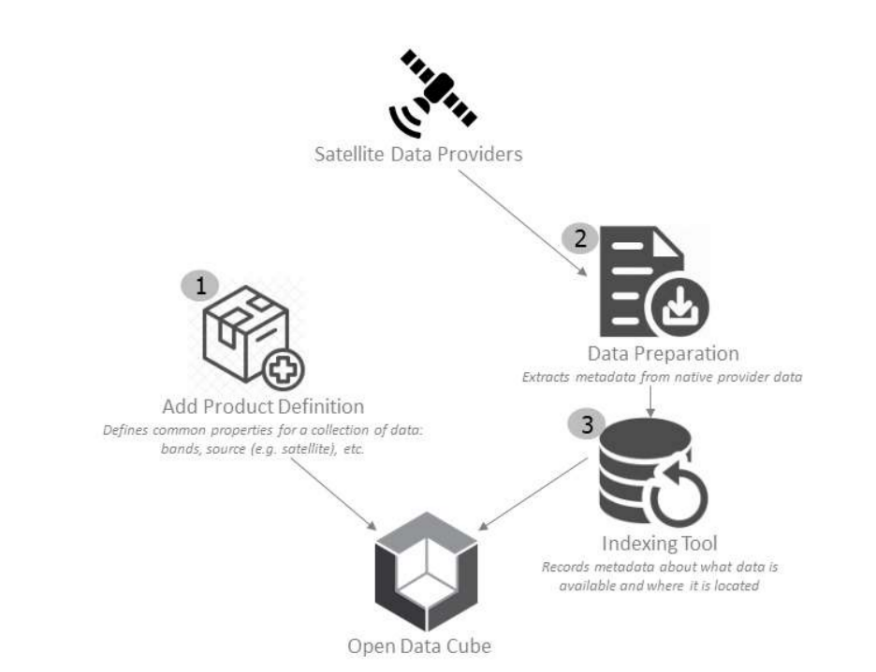 Satellite Data Providers
2
Data Preparation
Extracts metadata from native provider data
1
Add Product Definition
Defines common properties for a collection of data:
bands, source (e.g. satellite), etc.
3
Indexing Tool
Records metadata about what data is
available and where it is located
Open Data Cube